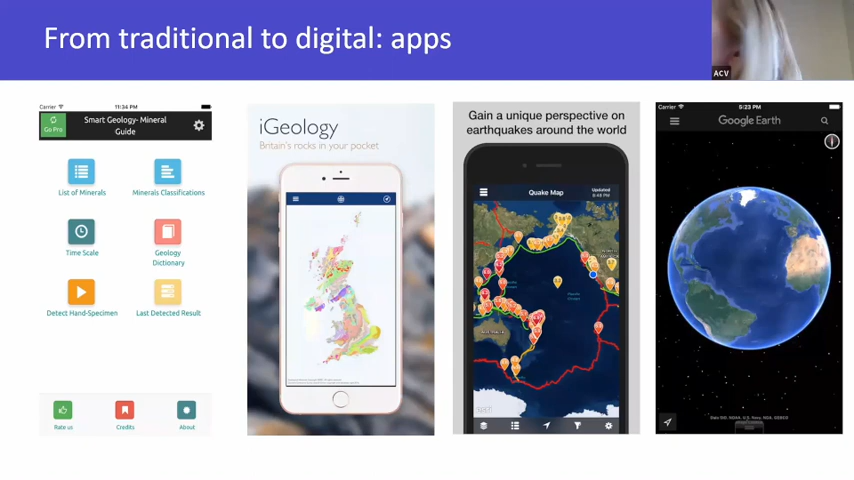 From traditional to digital: apps
ACV
Carrier
11:34 PM
Go Pro
Smart Geology- Mineral
Guide
List of Minerals
Minerals Classifications
Time Scale
Geology
Dictionary
Detect Hand-Specimen
Last Detected Result
Rate us
Credits
About
iGeology
Britain's rocks in your pocket
Gain a unique perspective on
earthquakes around the world
Quake Map
Updated
AUSTRALIA
Carrier
5:23 PM
Google Earth